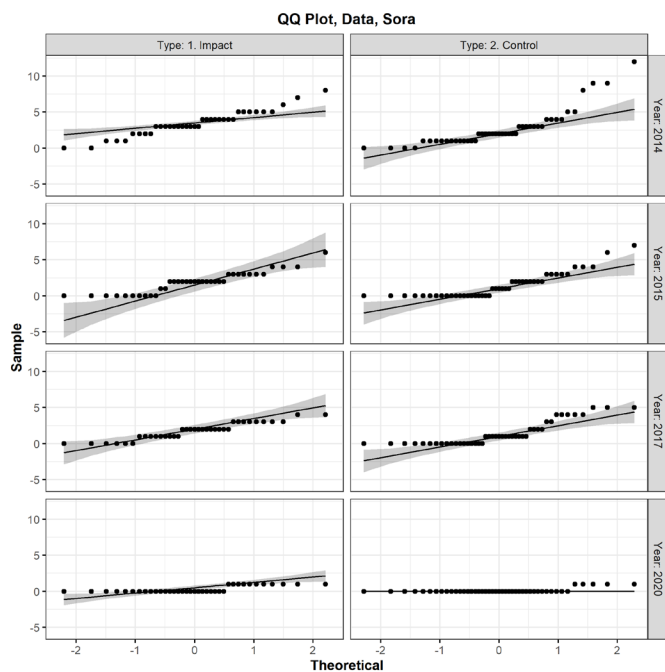 QQ Plot, Data, Sora
Type: 1. Impact
Type: 2. Control
10
5
0
-5
Year: 2014
10
5
0
-5
Year: 2015
10
5
0
-5
Year: 2017
10
5
0
-5
Year: 2020
Sample
-2 -1 0 1 2
-2 -1 0 1 2
Theoretical